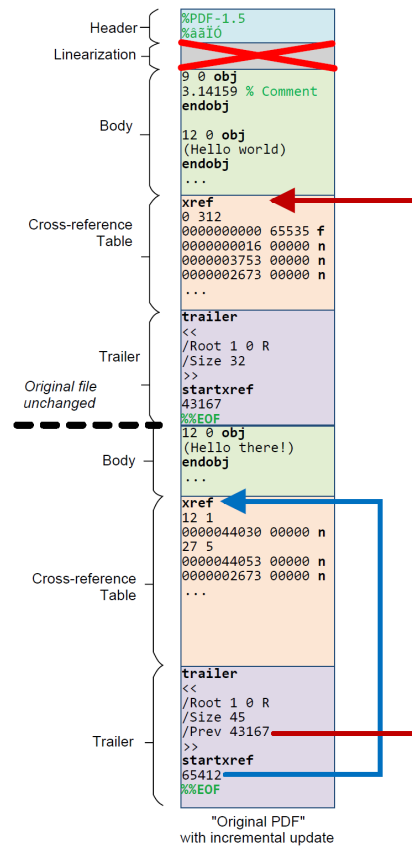 Header
%PDF-1.5
%âãÏÓ
Linearization
Body
9 0 obj
3.14159 % Comment
endobj
12 0 obj
(Hello world)
endobj
...
Cross-reference
Table
xref
0 312
0000000000 65535 f
0000000016 00000 n
0000003753 00000 n
0000002673 00000 n
...
Trailer
trailer
<<
/Root 1 0 R
/Size 32
>>
startxref
43167
%%EOF
Original file
unchanged
Body
12 0 obj
(Hello there!)
endobj
...
Cross-reference
Table
xref
12 1
0000044030 00000 n
27 5
0000044053 00000 n
0000002673 00000 n
...
Trailer
trailer
<<
/Root 1 0 R
/Size 45
/Prev 43167
>>
startxref
65412
%%EOF
"Original PDF"
with incremental update